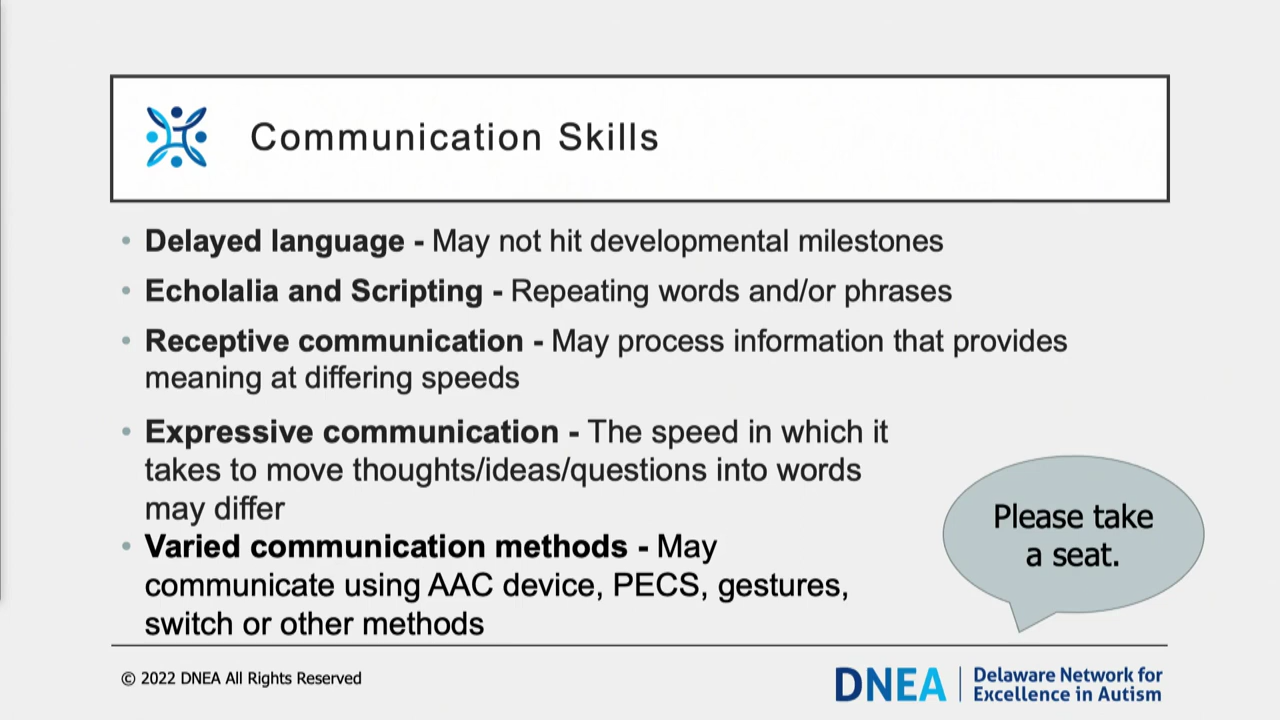 Communication Skills
• Delayed language - May not hit developmental milestones
• Echolalia and Scripting - Repeating words and/or phrases
• Receptive communication - May process information that provides
meaning at differing speeds
• Expressive communication - The speed in which it
takes to move thoughts/ideas/questions into words
may differ
• Varied communication methods - May
communicate using AAC device, PECS, gestures,
switch or other methods
Please take
a seat.
© 2022 DNEA All Rights Reserved
DNEA | Delaware Network for
Excellence in Autism